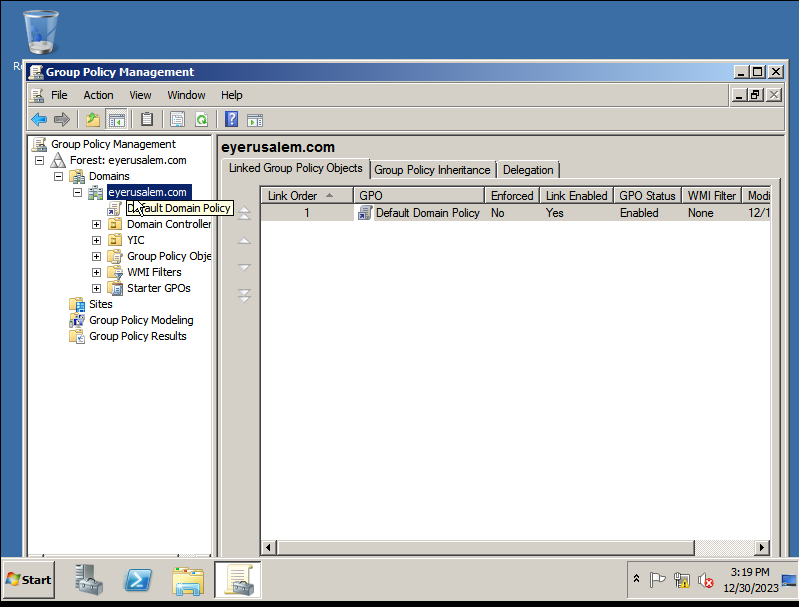 R
Group Policy Management
File Action View Window Help
Group Policy Management
Forest: eyerusalem.com
Domains
eyerusalem.com
Default Domain Policy
Domain Controller
YIC
Group Policy Obje
WMI Filters
Starter GPOs
Sites
Group Policy Modeling
Group Policy Results
eyerusalem.com
Linked Group Policy Objects Group Policy Inheritance Delegation
Link Order GPO Enforced Link Enabled GPO Status WMI Filter Modi
1 Default Domain Policy No Yes Enabled None 12/1
Start
3:19 PM
12/30/2023